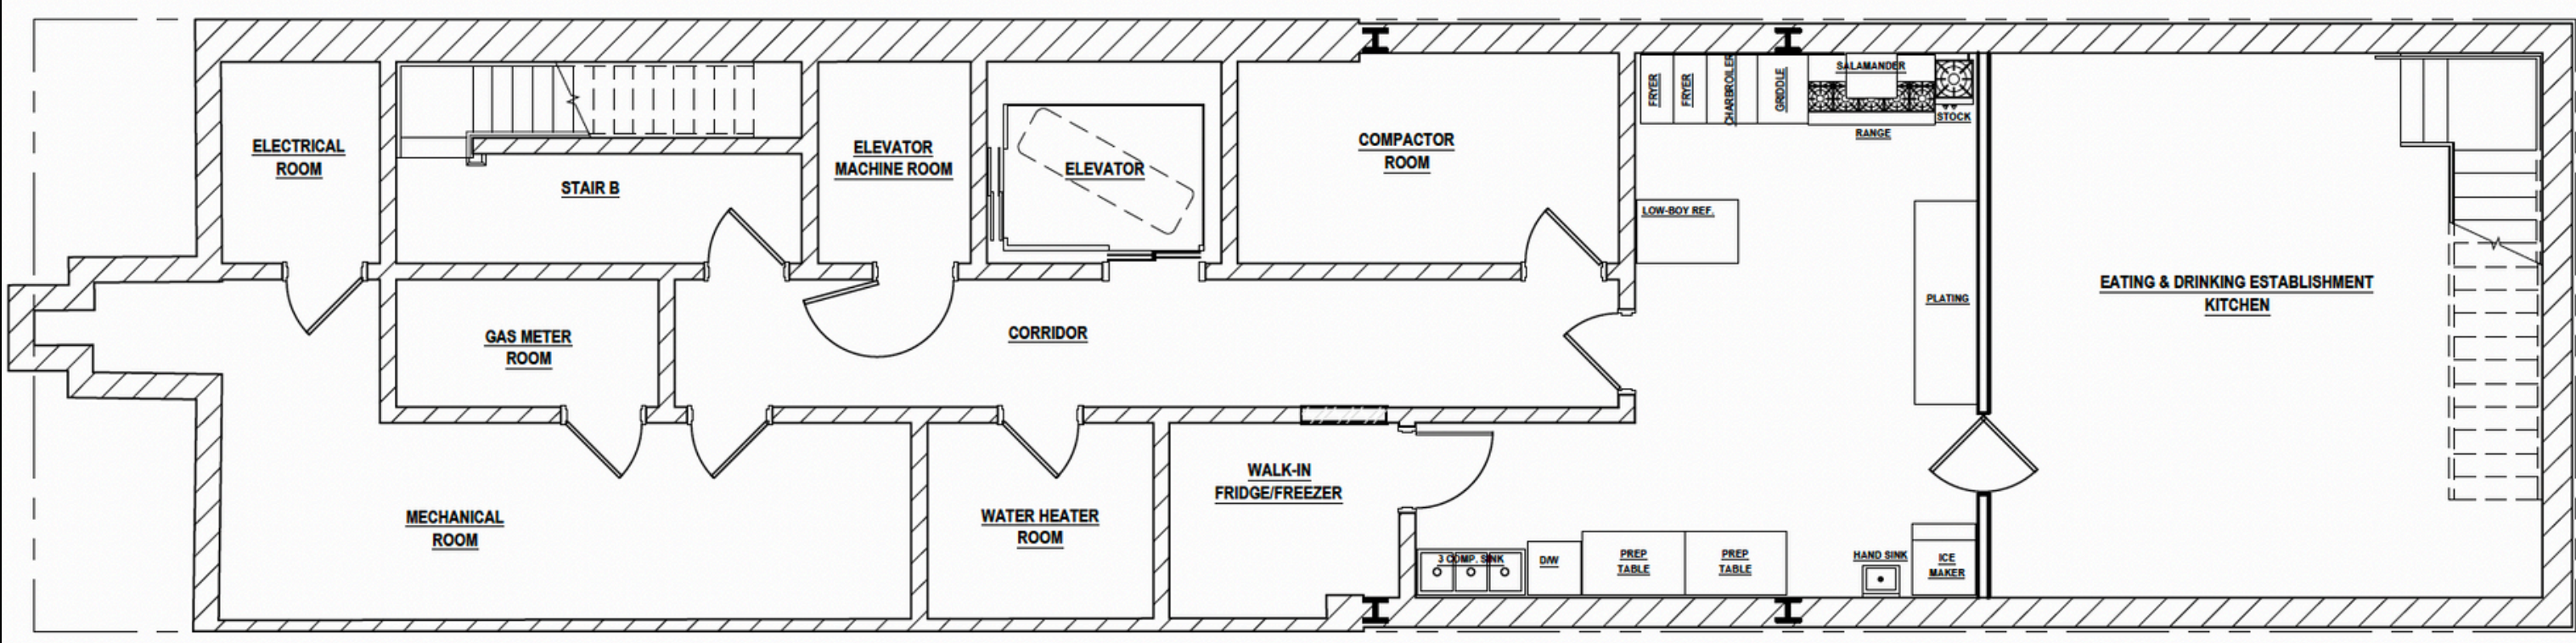 ELECTRICAL
ROOM
STAIR B
ELEVATOR
MACHINE ROOM
ELEVATOR
COMPACTOR
ROOM
FRYER
FRYER
CHARBROILER
GRIDDLE
SALAMANDER
RANGE
STOCK
LOW-BOY REF.
PLATING
EATING & DRINKING ESTABLISHMENT
KITCHEN
GAS METER
ROOM
CORRIDOR
MECHANICAL
ROOM
WATER HEATER
ROOM
WALK-IN
FRIDGE/FREEZER
3 COMP. SINK
D/W
PREP
TABLE
PREP
TABLE
HAND SINK
ICE
MAKER